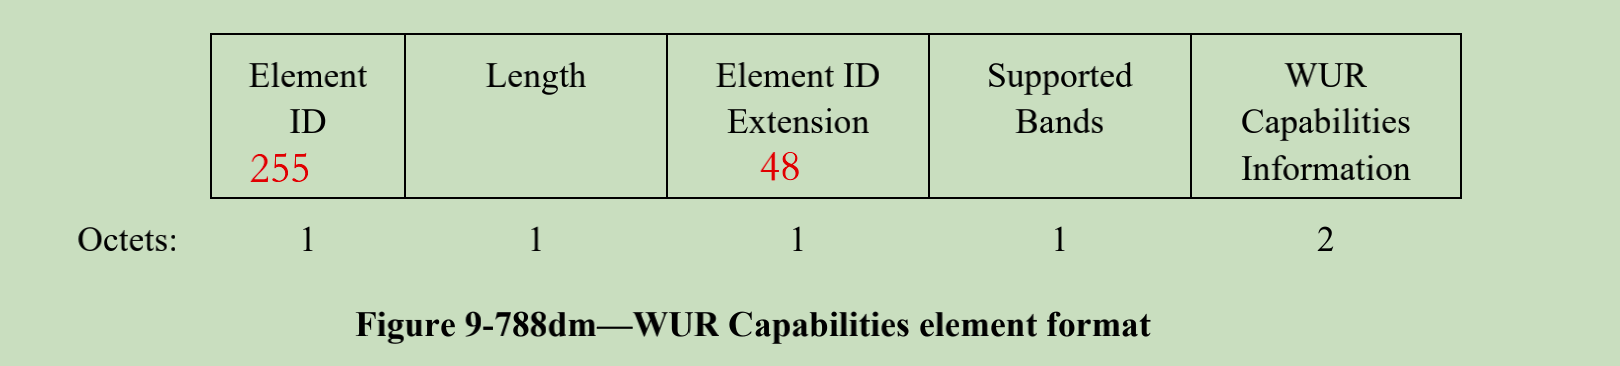 Element ID 255
Length
Element ID Extension 48
Supported Bands
WUR Capabilities Information
Octets: 1 1 1 1 2
Figure 9-788dm—WUR Capabilities element format